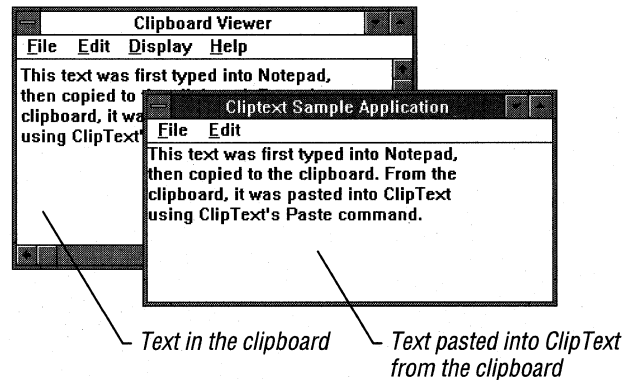 Clipboard Viewer
File Edit Display Help
This text was first typed into Notepad,
then copied to
clipboard, it wa
using ClipText'
Cliptext Sample Application
File Edit
This text was first typed into Notepad,
then copied to the clipboard. From the
clipboard, it was pasted into ClipText
using ClipText's Paste command.
Text in the clipboard
Text pasted into ClipText
from the clipboard